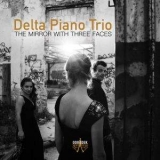 Delta Piano Trio
THE MIRROR WITH THREE FACES